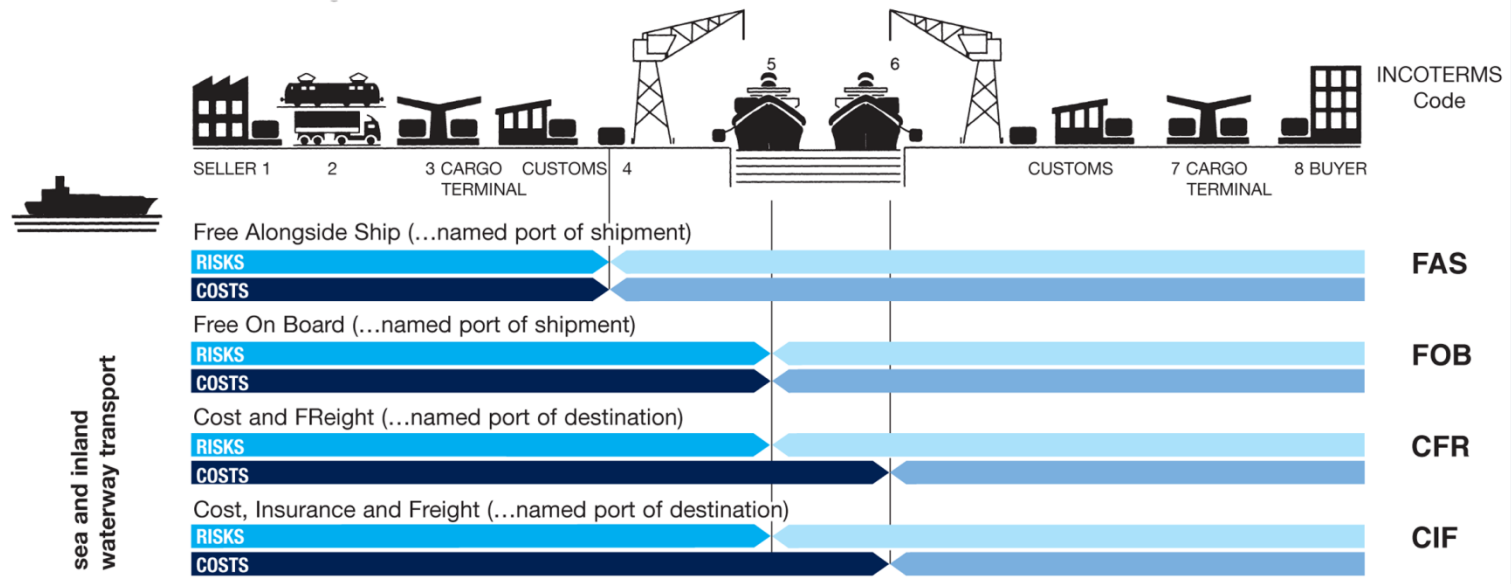 5
6
INCOTERMS
Code
SELLER 1
2
3 CARGO
TERMINAL
CUSTOMS
4
CUSTOMS
7 CARGO
TERMINAL
8 BUYER
Free Alongside Ship (...named port of shipment)
RISKS
COSTS
FAS
Free On Board (...named port of shipment)
RISKS
COSTS
FOB
Cost and FReight (...named port of destination)
RISKS
COSTS
CFR
Cost, Insurance and Freight (...named port of destination)
RISKS
COSTS
CIF
sea and inland
waterway transport